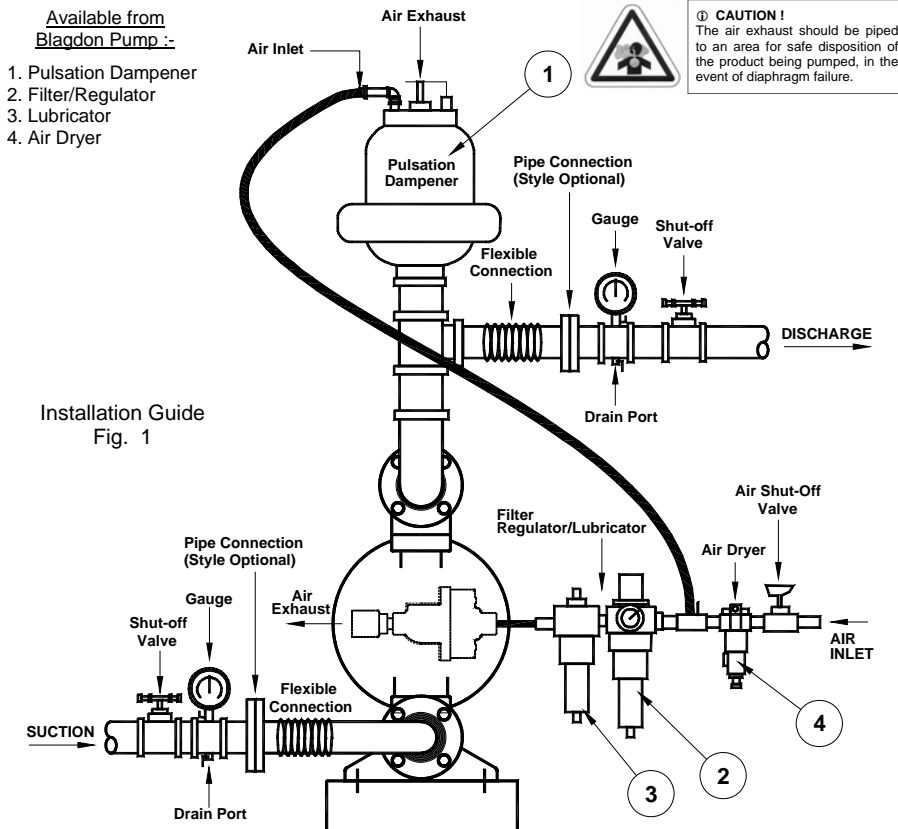 Available from
Blagdon Pump :-
1. Pulsation Dampener
2. Filter/Regulator
3. Lubricator
4. Air Dryer
Air Exhaust
Air Inlet
1
CAUTION !
The air exhaust should be piped
to an area for safe disposition of
the product being pumped, in the
event of diaphragm failure.
Pulsation
Dampener
Pipe Connection
(Style Optional)
Gauge
Shut-off
Valve
Flexible
Connection
DISCHARGE
Drain Port
Installation Guide
Fig. 1
Filter
Regulator/Lubricator
Air Shut-Off
Valve
Air Dryer
AIR
INLET
Pipe Connection
(Style Optional)
Air
Exhaust
Gauge
Shut-off
Valve
Flexible
Connection
SUCTION
Drain Port
4
2
3